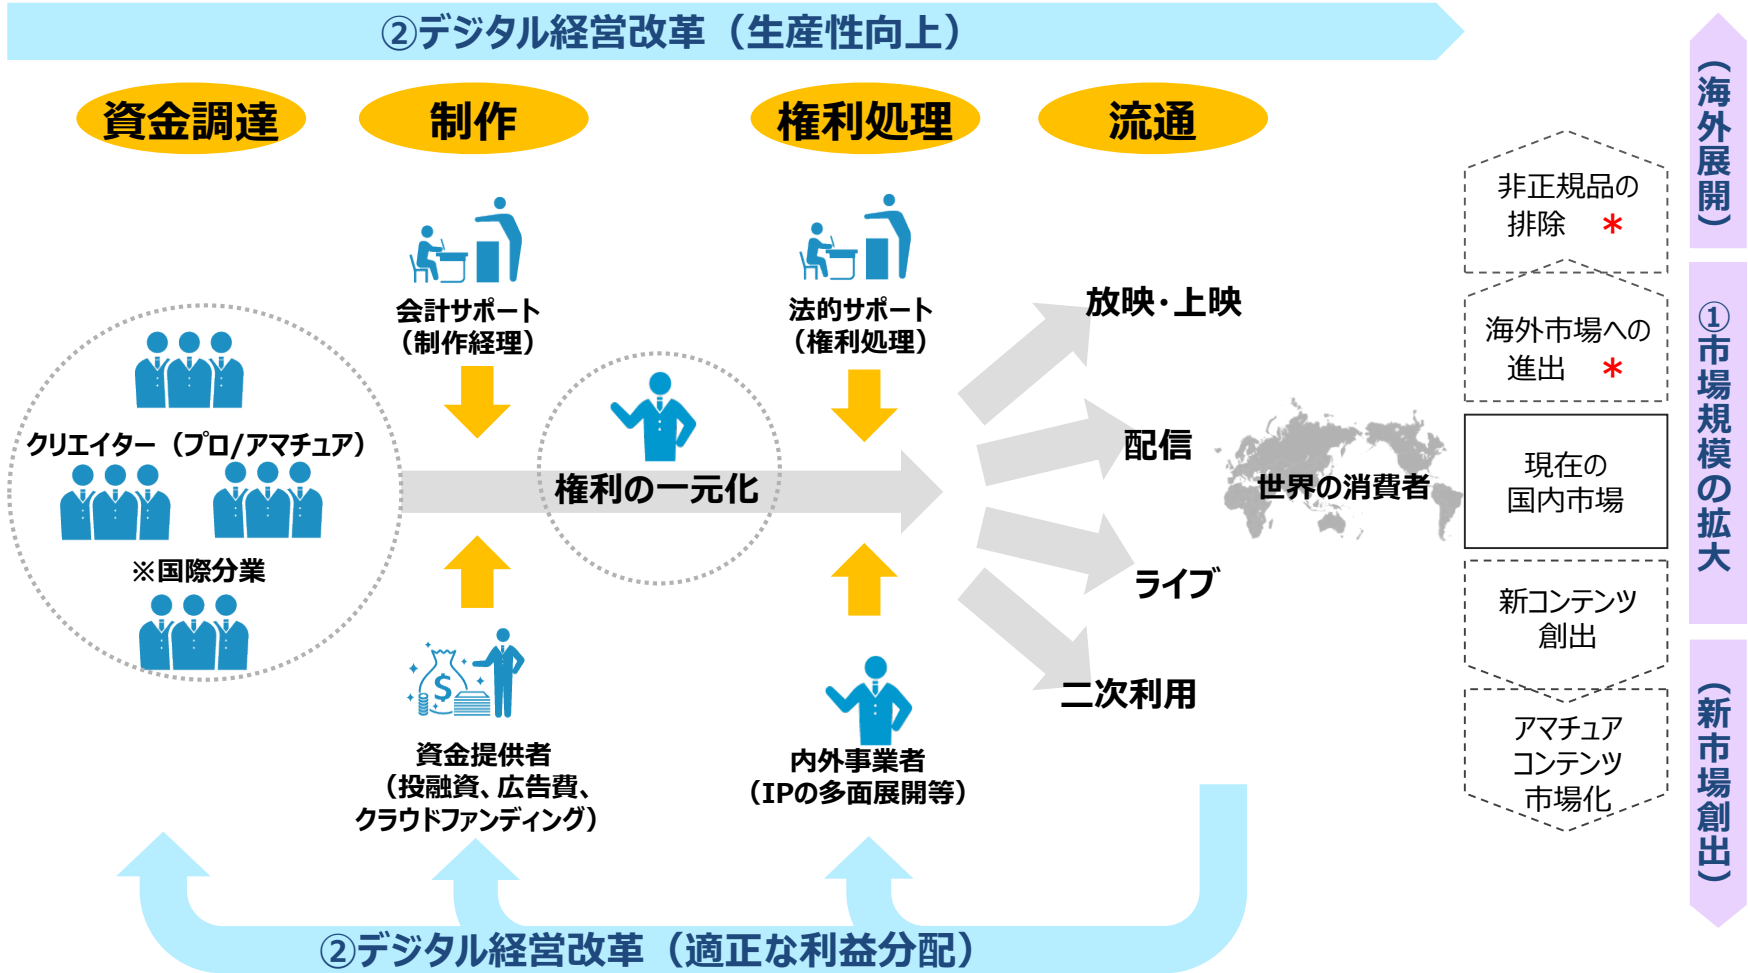 ②デジタル経営改革（生産性向上）
資金調達
制作
権利処理
流通
会計サポート
（制作経理）
法的サポート
（権利処理）
クリエイター（プロ/アマチュア）
※国際分業
権利の一元化
資金提供者
（投融資、広告費、
クラウドファンディング）
内外事業者
（IPの多面展開等）
放映・上映
配信
ライブ
二次利用
世界の消費者
非正規品の
排除 *
海外市場への
進出 *
現在の
国内市場
新コンテンツ
創出
アマチュア
コンテンツ
市場化
（海外展開）
①市場規模の拡大
（新市場創出）
②デジタル経営改革（適正な利益分配）